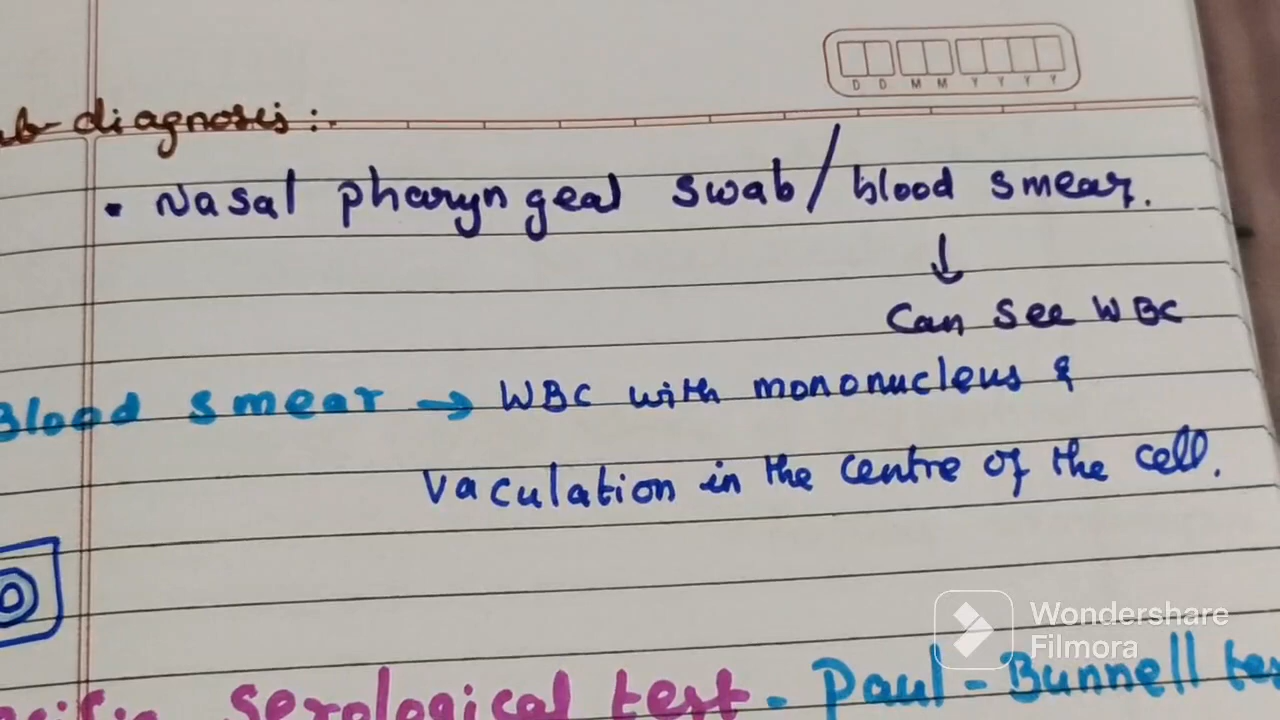 D D M M Y Y Y Y
diagnosis :-
• Nasal pharyngeal swab/blood smear.
↓
Can see WBC
Blood smear → WBC with mononucleus &
vaculation in the centre of the cell.
Wondershare
Filmora
serological test - Paul-Bunnell